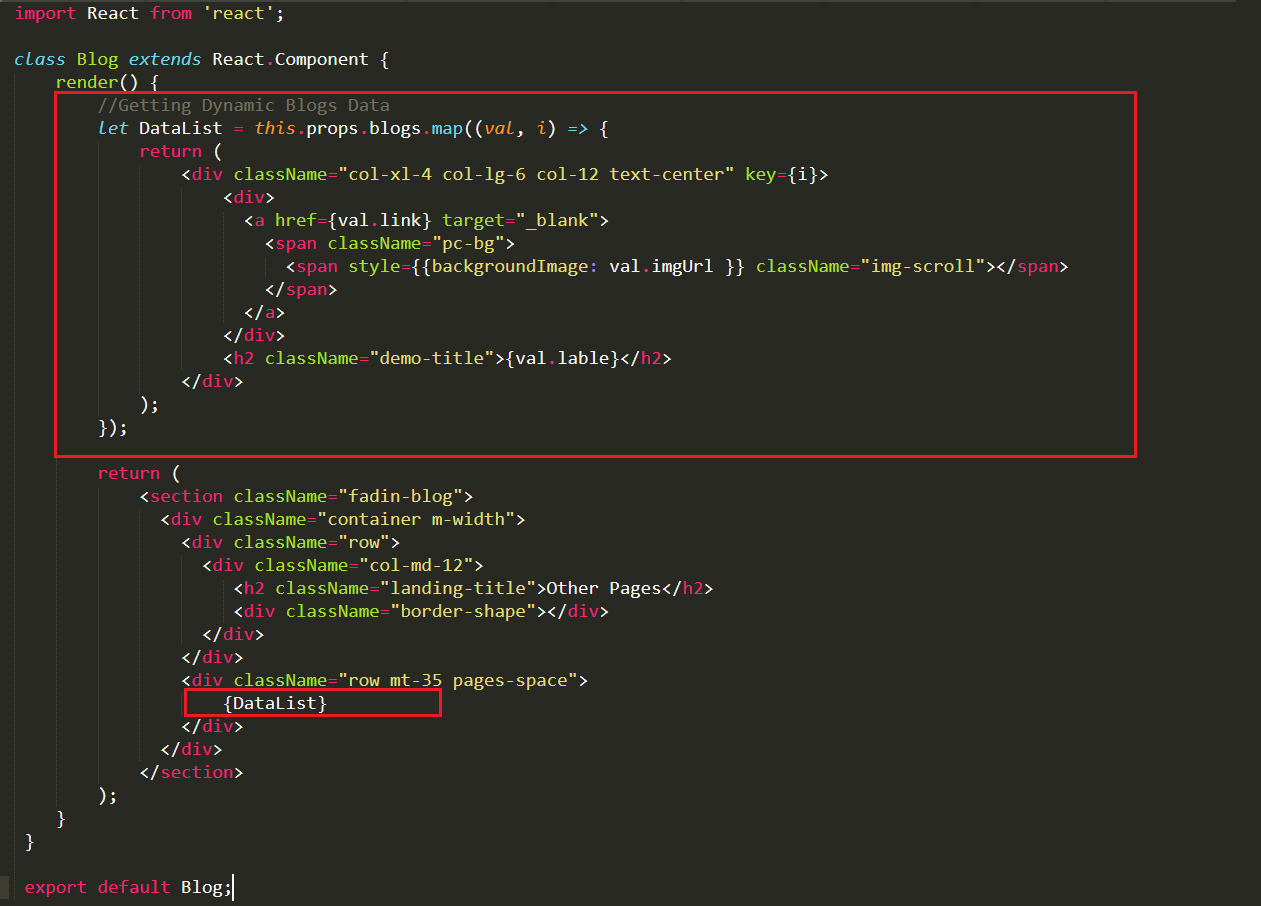 import React from 'react';
class Blog extends React.Component {
render() {
//Getting Dynamic Blogs Data
let DataList = this.props.blogs.map((val, i) => {
return (
<div className="col-xl-4 col-lg-6 col-12 text-center" key={i}>
<div>
<a href={val.link} target="_blank">
<span className="pc-bg">
<span style={{backgroundImage: val.imgUrl }} className="img-scroll"></span>
</span>
</a>
</div>
<h2 className="demo-title">{val.lable}</h2>
</div>
);
});
return (
<section className="fadin-blog">
<div className="container m-width">
<div className="row">
<div className="col-md-12">
<h2 className="landing-title">Other Pages</h2>
<div className="border-shape"></div>
</div>
</div>
<div className="row mt-35 pages-space">
{DataList}
</div>
</div>
</section>
);
}
}
export default Blog;